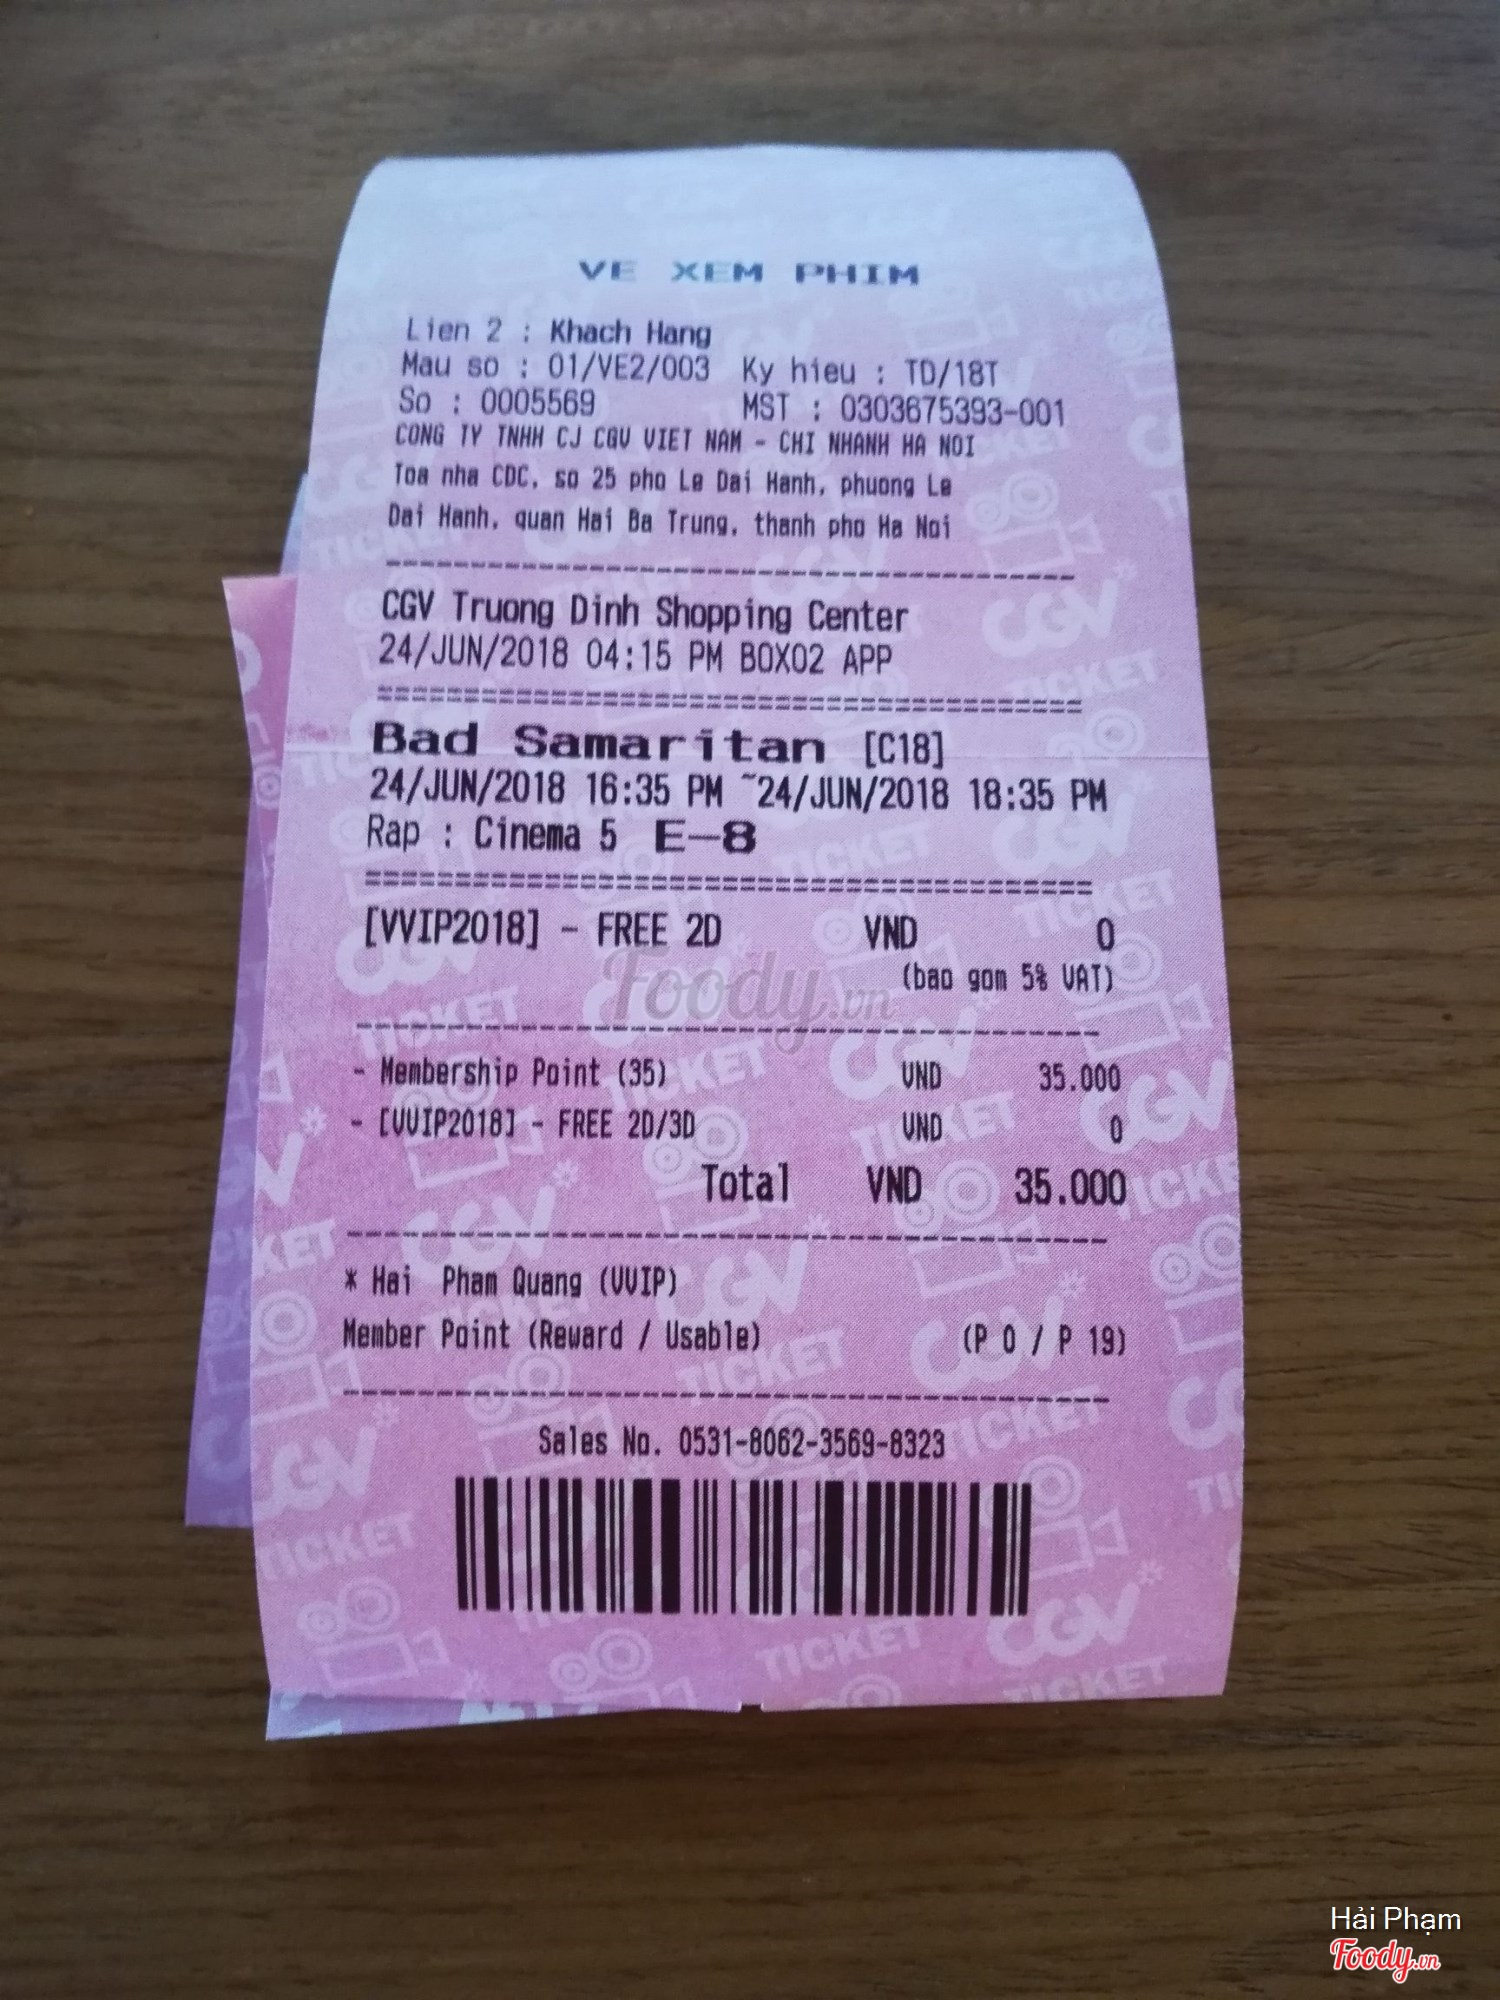 VE XEM PHIM
Lien 2 : Khach Hang
Mau so : 01/VE2/003 Ky hieu : TD/18T
So : 0005569 MST : 0303675393-001
CONG TY TNHH CJ CGV VIET NAM - CHI NHANH HA NOI
Toa nha CDC, so 25 pho Le Dai Hanh, phuong Le
Dai Hanh, quan Hai Ba Trung, thanh pho Ha Noi
CGV Truong Dinh Shopping Center
24/JUN/2018 04:15 PM BOX02 APP
Bad Samaritan [C18]
24/JUN/2018 16:35 PM ~24/JUN/2018 18:35 PM
Rap : Cinema 5 E-8
[VVIP2018] - FREE 2D VND 0
(bao gom 5% VAT)
Foody.vn
- Membership Point (35) VND 35.000
- [VVIP2018] - FREE 2D/3D VND 0
Total VND 35.000
* Hai Pham Quang (VVIP)
Member Point (Reward / Usable) (P 0 / P 19)
Sales No. 0531-8062-3569-8323
Hải Phạm
Foody.vn